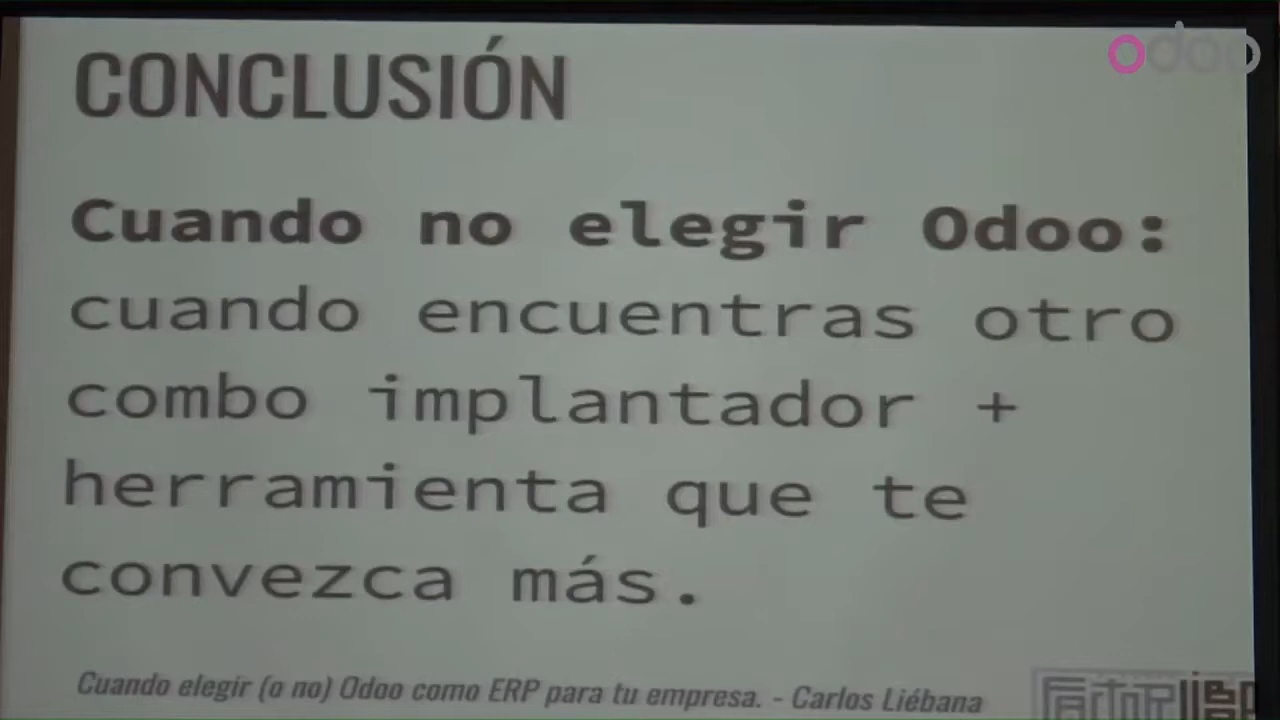 odoo
CONCLUSIÓN
Cuando no elegir Odoo:
cuando encuentras otro
combo implantador +
herramienta que te
convezca más.
Cuando elegir (o no) Odoo como ERP para tu empresa. - Carlos Liébana